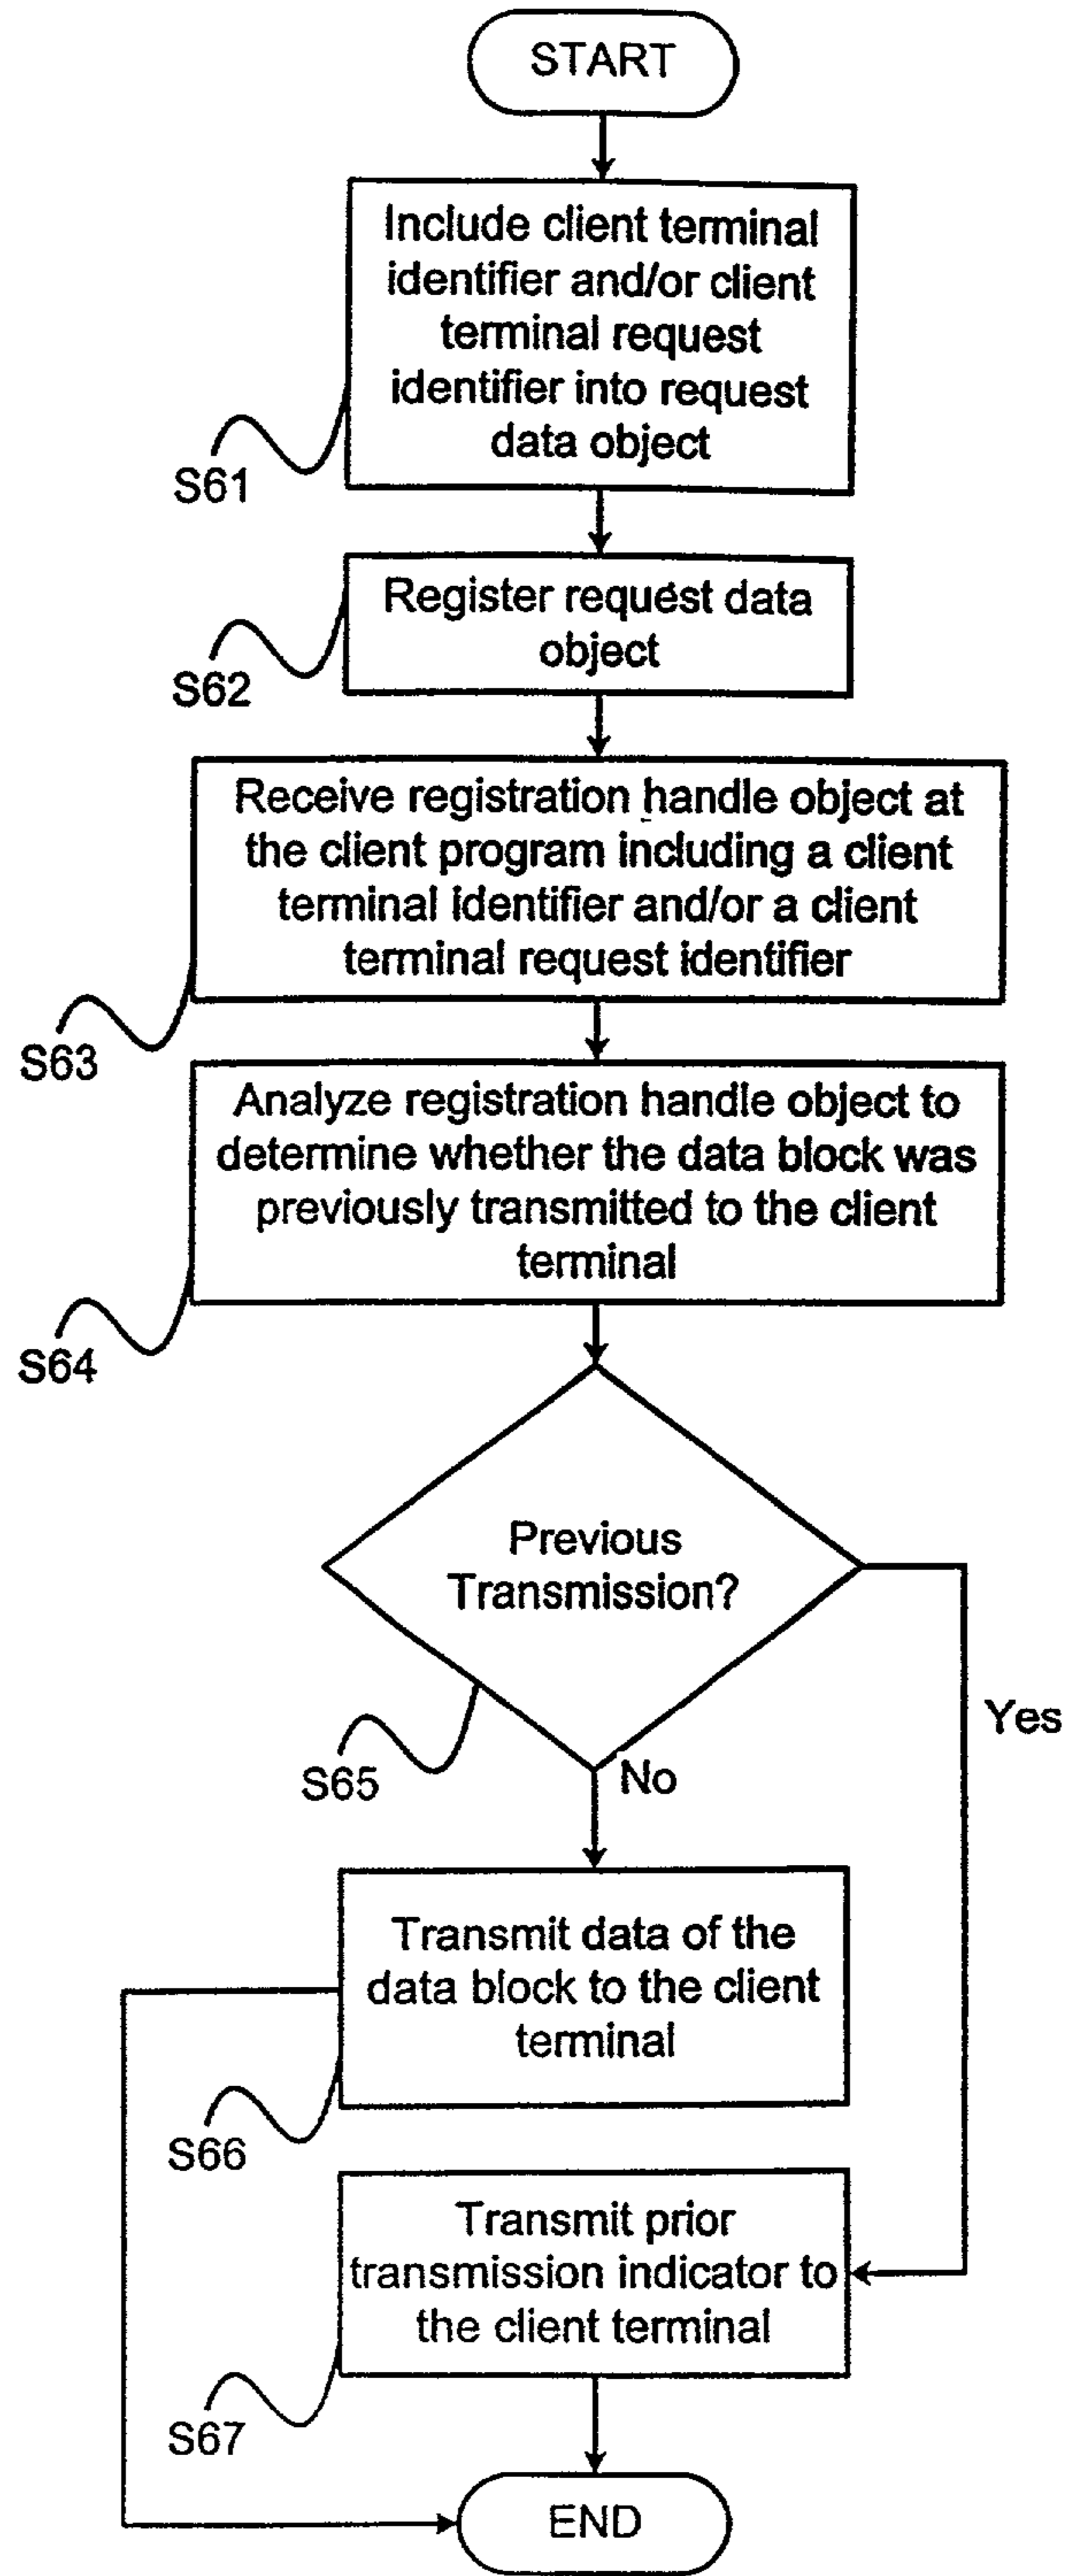 START
Include client terminal
identifier and/or client
terminal request
identifier into request
data object
S61
Register request data
object
S62
Receive registration handle object at
the client program including a client
terminal identifier and/or a client
terminal request identifier
S63
Analyze registration handle object to
determine whether the data block was
previously transmitted to the client
terminal
S64
Previous
Transmission?
Yes
S65
No
Transmit data of the
data block to the client
terminal
S66
Transmit prior
transmission indicator to
the client terminal
S67
END